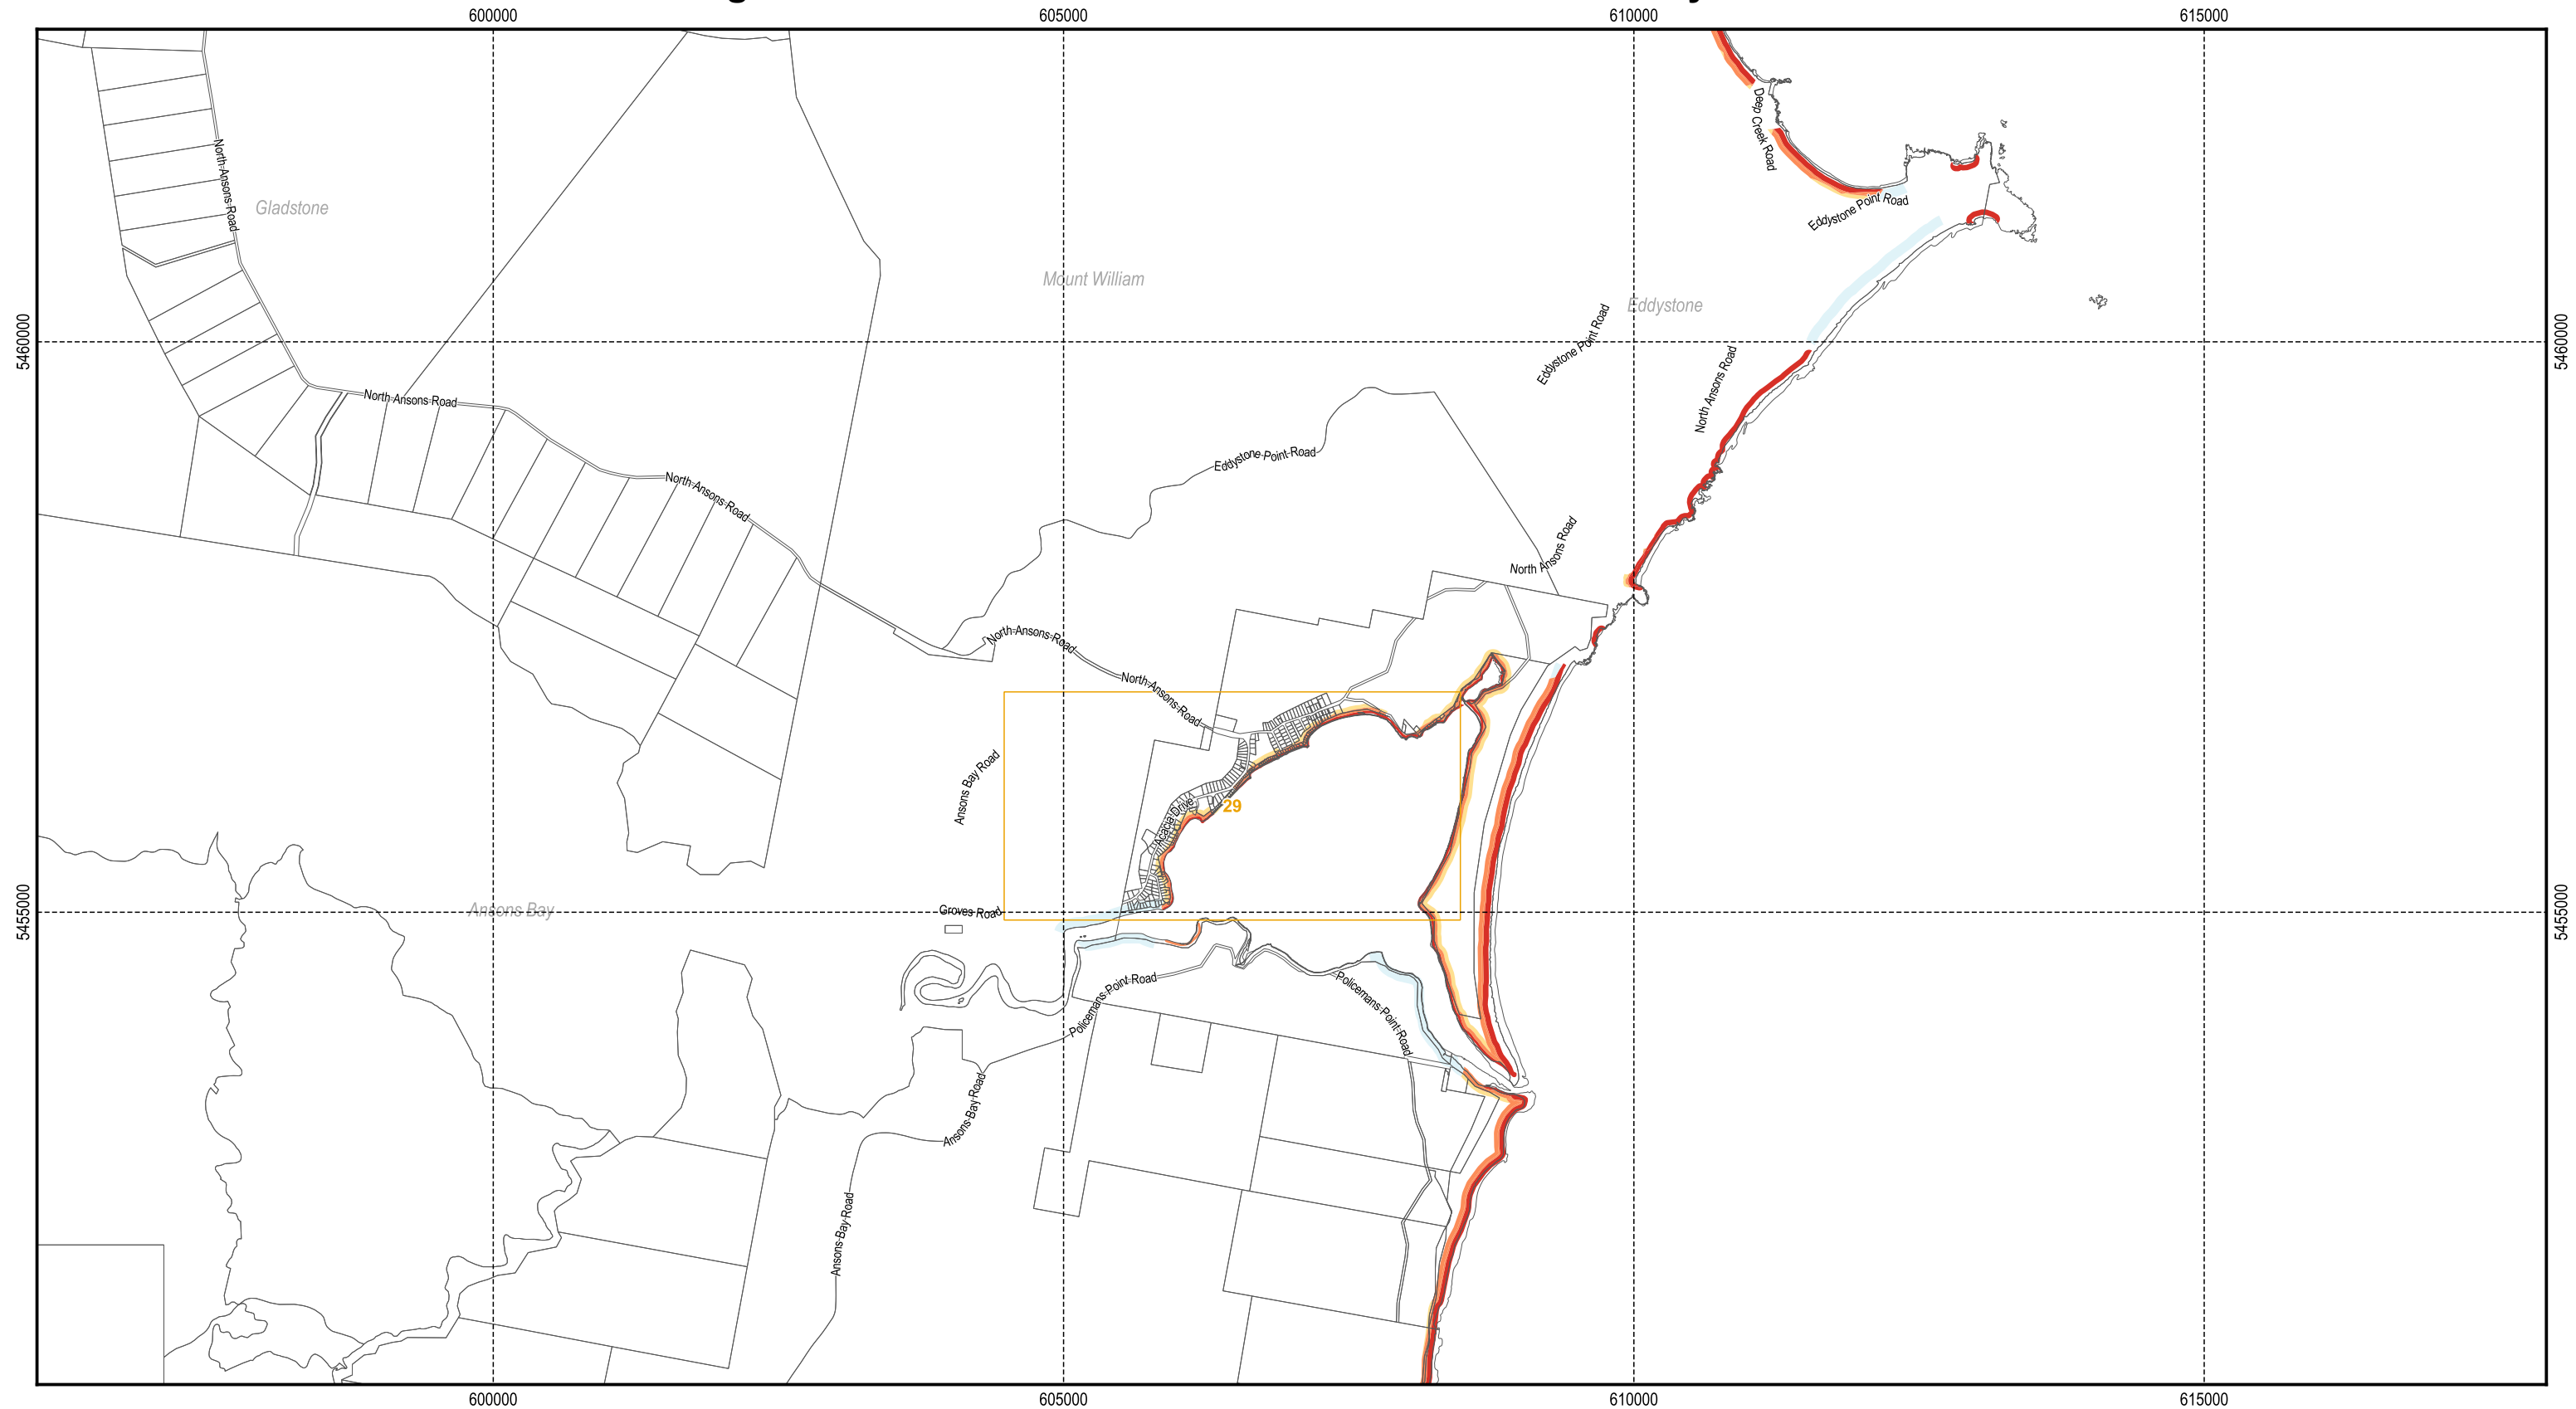 600000
605000
610000
615000
Deep Creek Road
North Ansons Road
Gladstone
Eddystone Point Road
Mount William
Eddystone
5460000
5460000
Eddystone Point Road
North Ansons Road
North Ansons Road
Eddystone Point Road
North Ansons Road
North Ansons Road
North Ansons Road
North Ansons Road
Ansons Bay Road
Acacia Drive
29
5455000
Ansons Bay
Groves Road
5455000
Policemans Point Road
Policemans Point Road
Ansons Bay Road
Ansons Bay Road
600000
605000
610000
615000